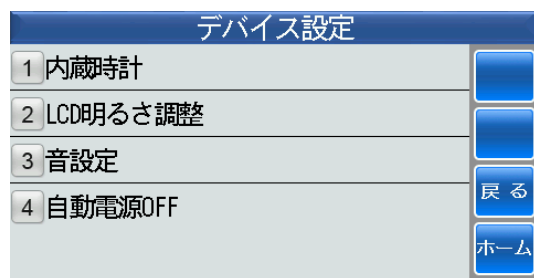 デバイス設定
1 内蔵時計
2 LCD明るさ調整
3 音設定
4 自動電源OFF
戻る
ホーム